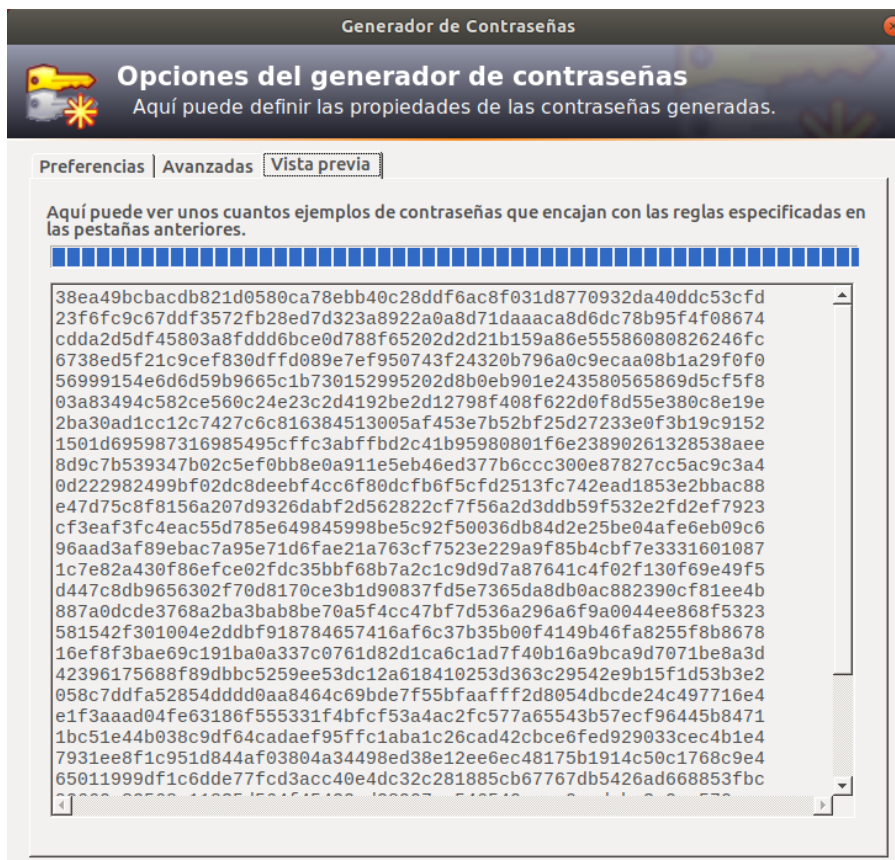 Generador de Contraseñas
Opciones del generador de contraseñas
Aquí puede definir las propiedades de las contraseñas generadas.
Preferencias Avanzadas Vista previa
Aquí puede ver unos cuantos ejemplos de contraseñas que encajan con las reglas especificadas en
las pestañas anteriores.
38ea49bcbacdb821d0580ca78ebb40c28ddf6ac8f031d8770932da40ddc53cfd
23f6fc9c67ddf3572fb28ed7d323a8922a0a8d71daaaca8d6dc78b95f4f08674
cdda2d5df45803a8fddd6bce0d788f65202d2d21b159a86e55586080826246fc
6738ed5f21c9cef830dffd089e7ef950743f24320b796a0c9ecaa08b1a29f0f0
56999154e6d6d59b9665c1b730152995202d8b0eb901e243580565869d5cf5f8
03a83494c582ce560c24e23c2d4192be2d12798f408f622d0f8d55e380c8e19e
2ba30ad1cc12c7427c6c816384513005af453e7b52bf25d27233e0f3b19c9152
1501d695987316985495cffc3abffbd2c41b95980801f6e23890261328538aee
8d9c7b539347b02c5ef0bb8e0a911e5eb46ed377b6ccc300e87827cc5ac9c3a4
0d222982499bf02dc8deebf4cc6f80dcfb6f5cfd2513fc742ead1853e2bbac88
e47d75c8f8156a207d9326dabf2d562822cf7f56a2d3ddb59f532e2fd2ef7923
cf3eaf3fc4eac55d785e649845998be5c92f50036db84d2e25be04afe6eb09c6
96aad3af89ebac7a95e71d6fae21a763cf7523e229a9f85b4cbf7e3331601087
1c7e82a430f86efce02fdc35bbf68b7a2c1c9d9d7a87641c4f02f130f69e49f5
d447c8db9656302f70d8170ce3b1d90837fd5e7365da8db0ac882390cf81ee4b
887a0dcde3768a2ba3bab8be70a5f4cc47bf7d536a296a6f9a0044ee868f5323
581542f301004e2ddbf918784657416af6c37b35b00f4149b46fa8255f8b8678
16ef8f3bae69c191ba0a337c0761d82d1ca6c1ad7f40b16a9bca9d7071be8a3d
42396175688f89dbbc5259ee53dc12a618410253d363c29542e9b15f1d53b3e2
058c7ddfa52854dddd0aa8464c69bde7f55bfaafff2d8054dbcde24c497716e4
e1f3aaad04fe63186f555331f4bfcf53a4ac2fc577a65543b57ecf96445b8471
1bc51e44b038c9df64cadaef95ffc1aba1c26cad42cbce6fed929033cec4b1e4
7931ee8f1c951d844af03804a34498ed38e12ee6ec48175b1914c50c1768c9e4
65011999df1c6dde77fcd3acc40e4dc32c281885cb67767db5426ad668853fbc